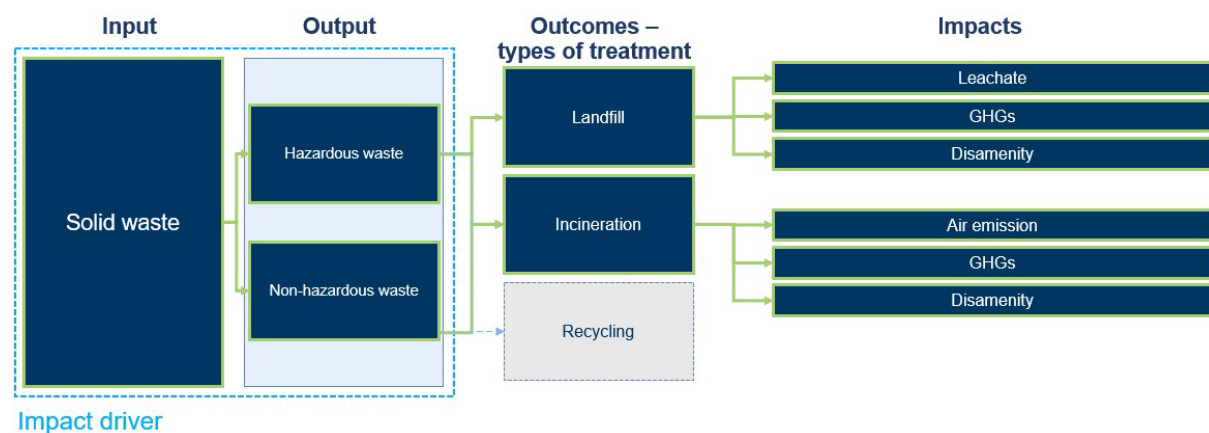 Input
Output
Outcomes –
types of treatment
Impacts
Solid waste
Hazardous waste
Non-hazardous waste
Landfill
Incineration
Recycling
Leachate
GHGs
Disamenity
Air emission
GHGs
Disamenity
Impact driver